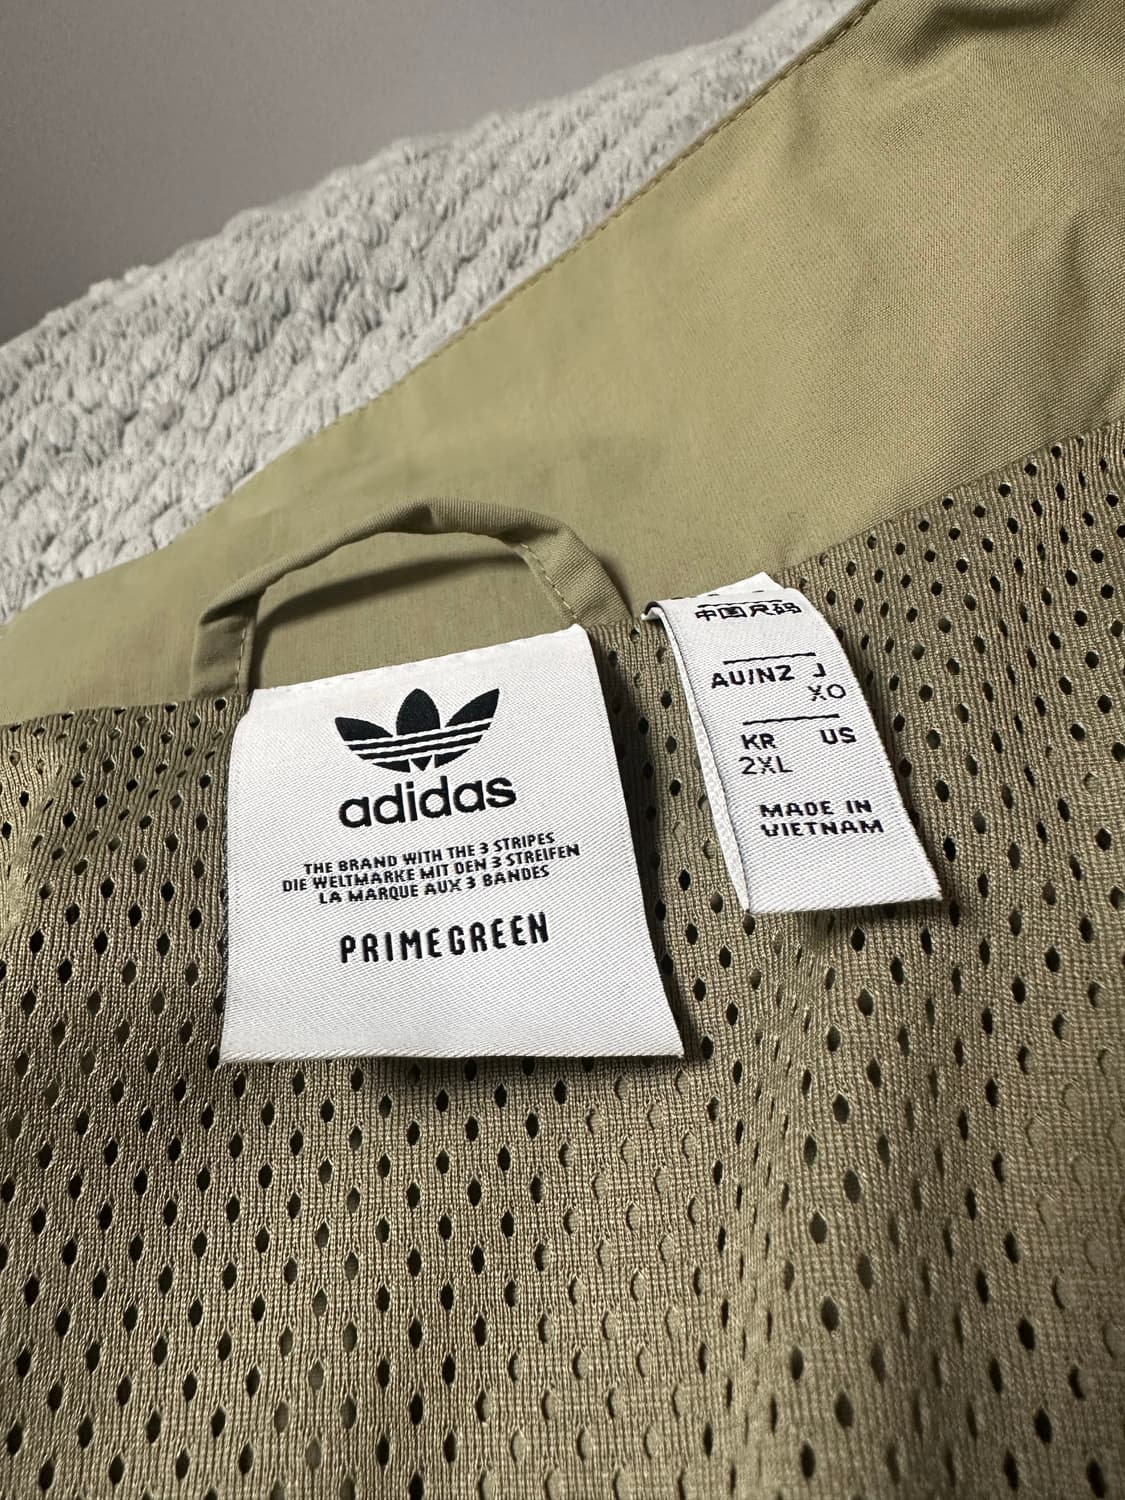 adidas
THE BRAND WITH THE 3 STRIPES
DIE WELTMARKE MIT DEN 3 STREIFEN
LA MARQUE AUX 3 BANDES
PRIMEGREEN
中国尺码
AU/NZ J
XO
KR US
2XL
MADE IN
VIETNAM